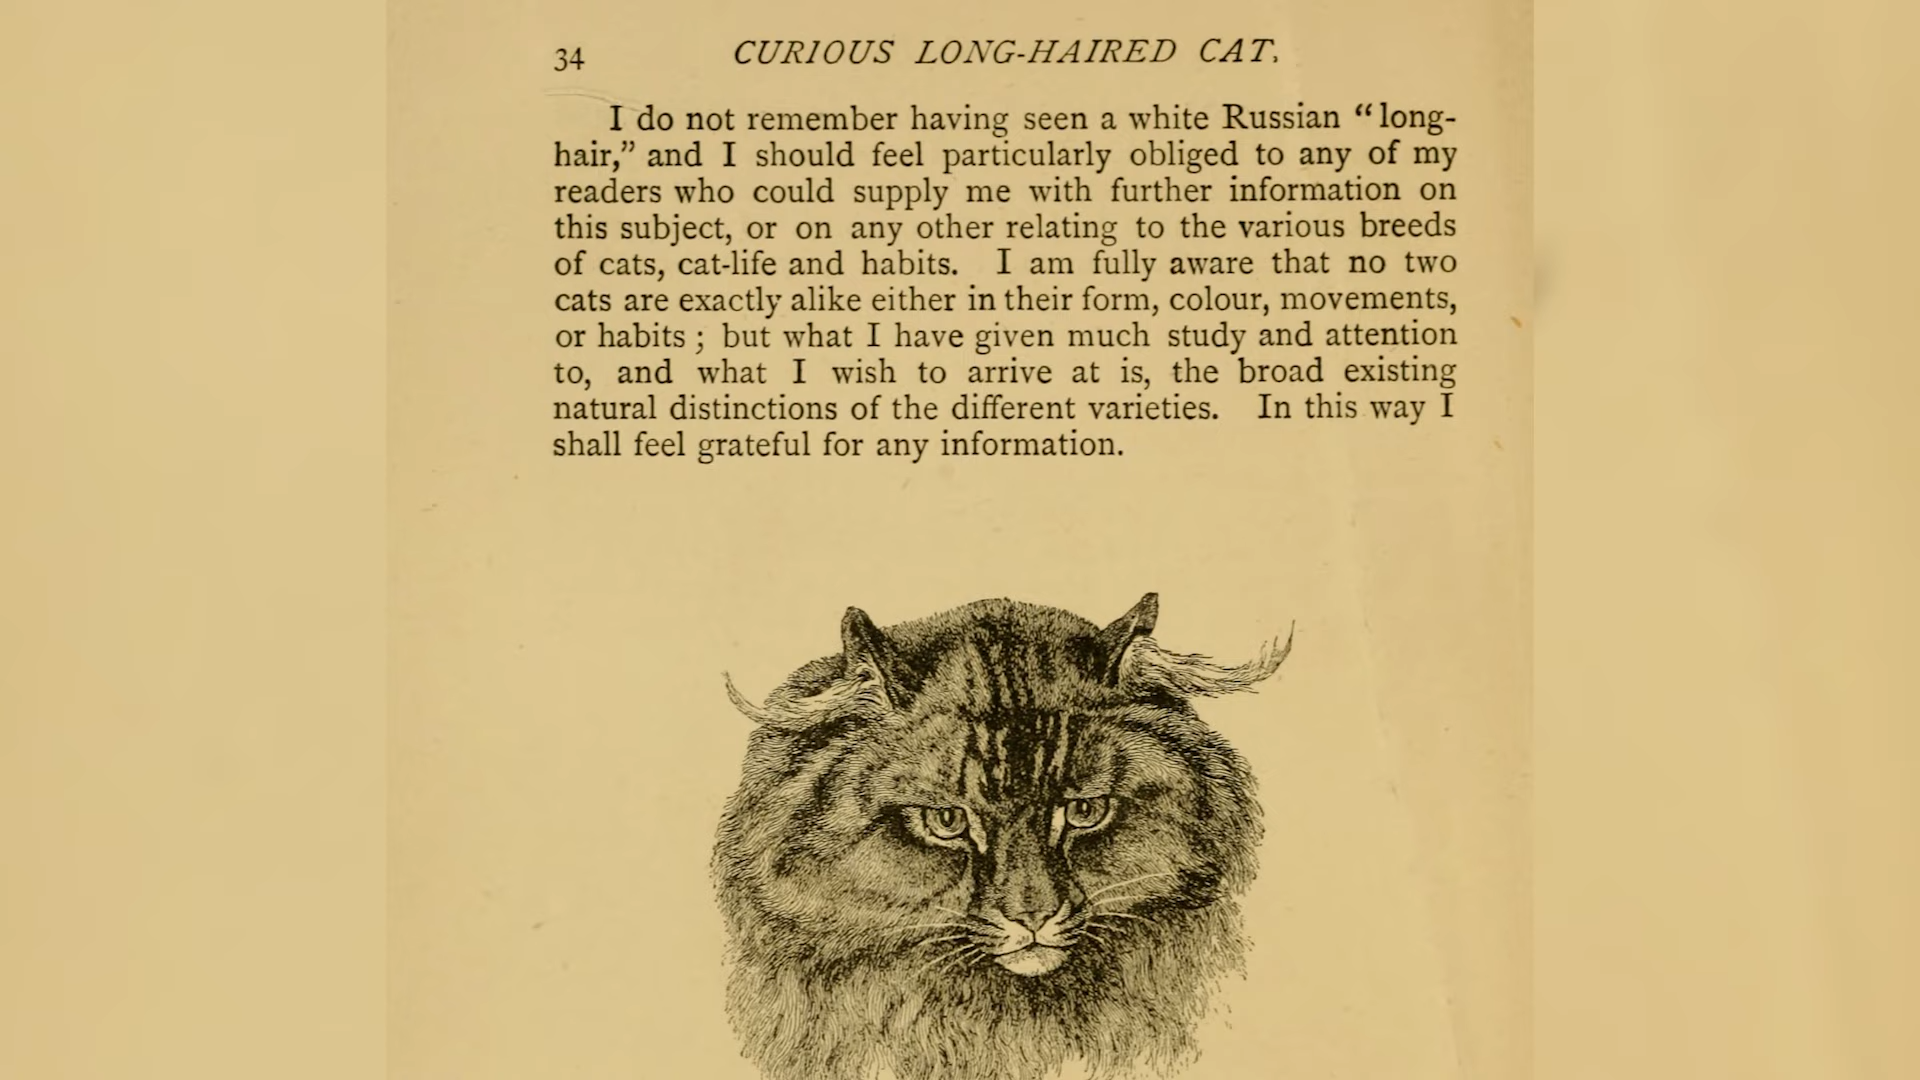 34 CURIOUS LONG-HAIRED CAT.
I do not remember having seen a white Russian “long-
hair,” and I should feel particularly obliged to any of my
readers who could supply me with further information on
this subject, or on any other relating to the various breeds
of cats, cat-life and habits. I am fully aware that no two
cats are exactly alike either in their form, colour, movements,
or habits ; but what I have given much study and attention
to, and what I wish to arrive at is, the broad existing
natural distinctions of the different varieties. In this way I
shall feel grateful for any information.